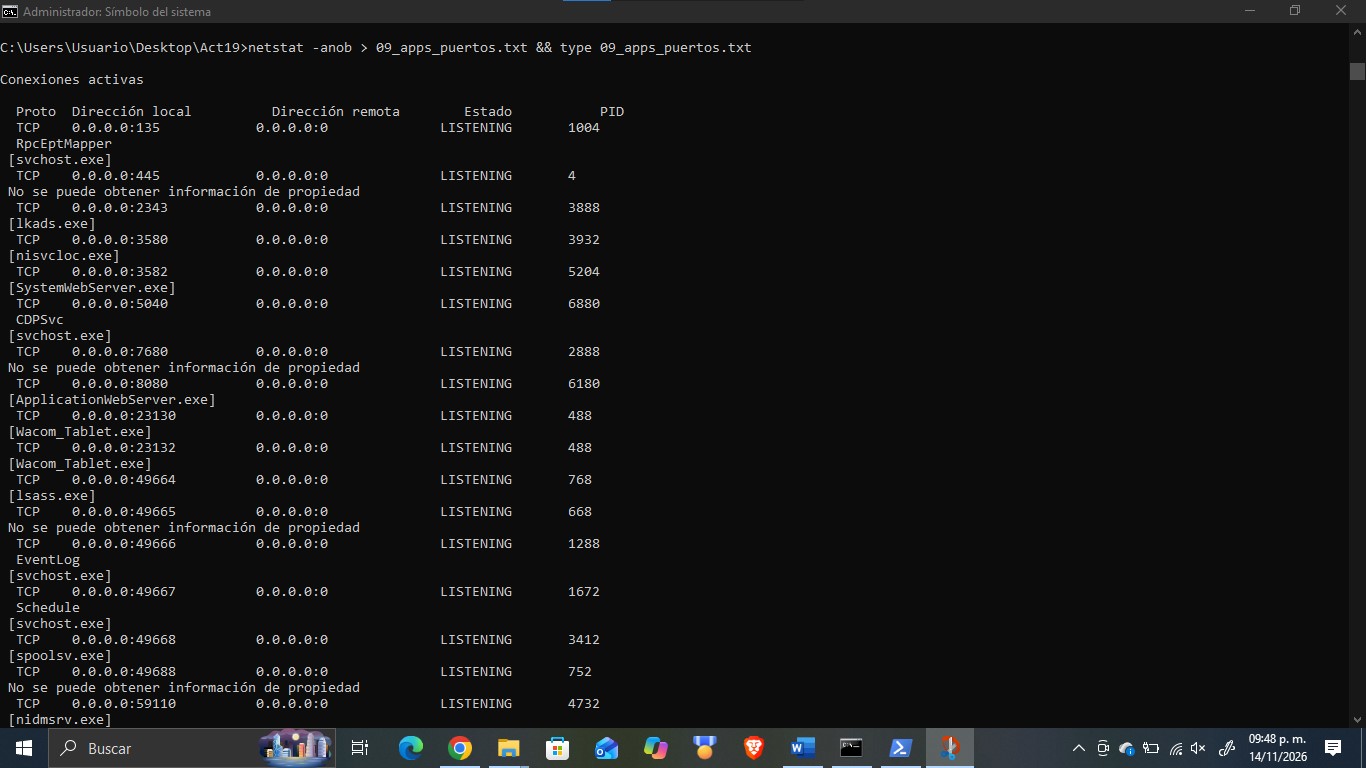 Administrador: Símbolo del sistema
C:\Users\Usuario\Desktop\Act19>netstat -anob > 09_apps_puertos.txt && type 09_apps_puertos.txt
Conexiones activas
Proto  Dirección local          Dirección remota        Estado           PID
TCP    0.0.0.0:135            0.0.0.0:0              LISTENING       1004
RpcEptMapper
[svchost.exe]
TCP    0.0.0.0:445            0.0.0.0:0              LISTENING       4
No se puede obtener información de propiedad
TCP    0.0.0.0:2343           0.0.0.0:0              LISTENING       3888
[lkads.exe]
TCP    0.0.0.0:3580           0.0.0.0:0              LISTENING       3932
[nisvcloc.exe]
TCP    0.0.0.0:3582           0.0.0.0:0              LISTENING       5204
[SystemWebServer.exe]
TCP    0.0.0.0:5040           0.0.0.0:0              LISTENING       6880
CDPSvc
[svchost.exe]
TCP    0.0.0.0:7680           0.0.0.0:0              LISTENING       2888
No se puede obtener información de propiedad
TCP    0.0.0.0:8080           0.0.0.0:0              LISTENING       6180
[ApplicationWebServer.exe]
TCP    0.0.0.0:23130          0.0.0.0:0              LISTENING       488
[Wacom_Tablet.exe]
TCP    0.0.0.0:23132          0.0.0.0:0              LISTENING       488
[Wacom_Tablet.exe]
TCP    0.0.0.0:49664          0.0.0.0:0              LISTENING       768
[lsass.exe]
TCP    0.0.0.0:49665          0.0.0.0:0              LISTENING       668
No se puede obtener información de propiedad
TCP    0.0.0.0:49666          0.0.0.0:0              LISTENING       1288
EventLog
[svchost.exe]
TCP    0.0.0.0:49667          0.0.0.0:0              LISTENING       1672
Schedule
[svchost.exe]
TCP    0.0.0.0:49668          0.0.0.0:0              LISTENING       3412
[spoolsv.exe]
TCP    0.0.0.0:49688          0.0.0.0:0              LISTENING       752
No se puede obtener información de propiedad
TCP    0.0.0.0:59110          0.0.0.0:0              LISTENING       4732
[nidmsrv.exe]
Buscar
09:48 p. m.
14/11/2026